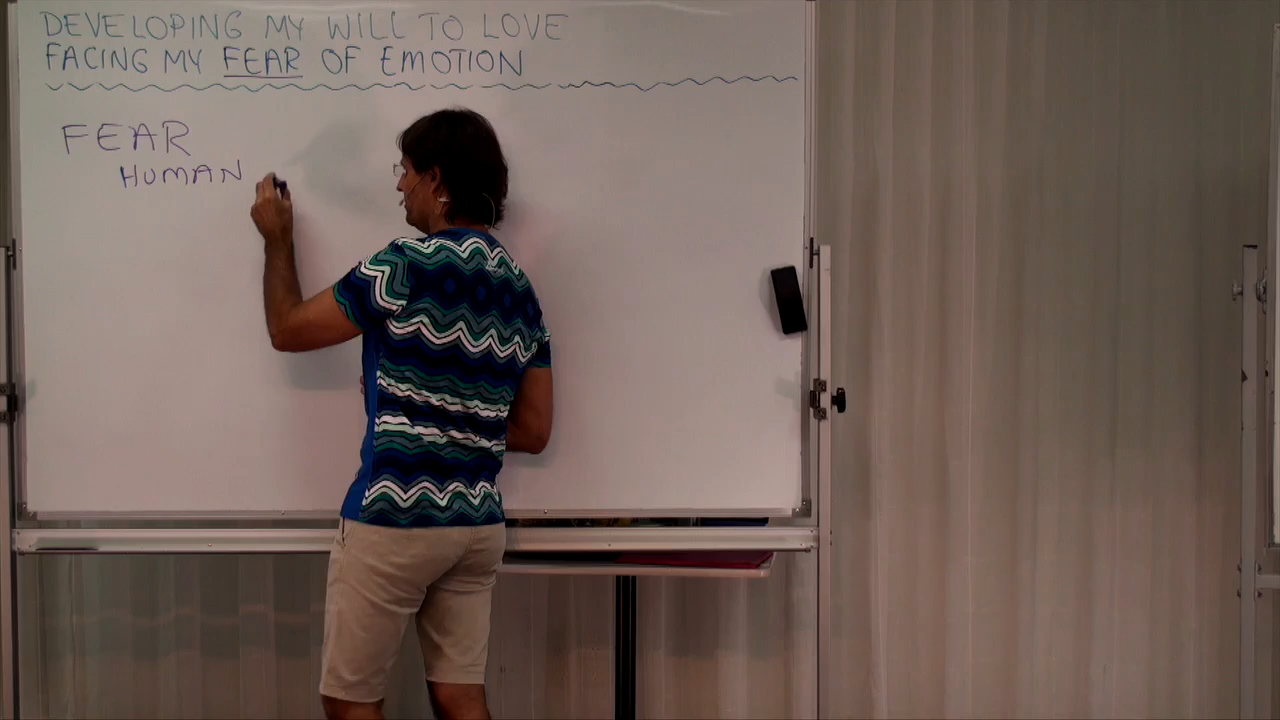 DEVELOPING MY WILL TO LOVE
FACING MY FEAR OF EMOTION
FEAR
HUMAN